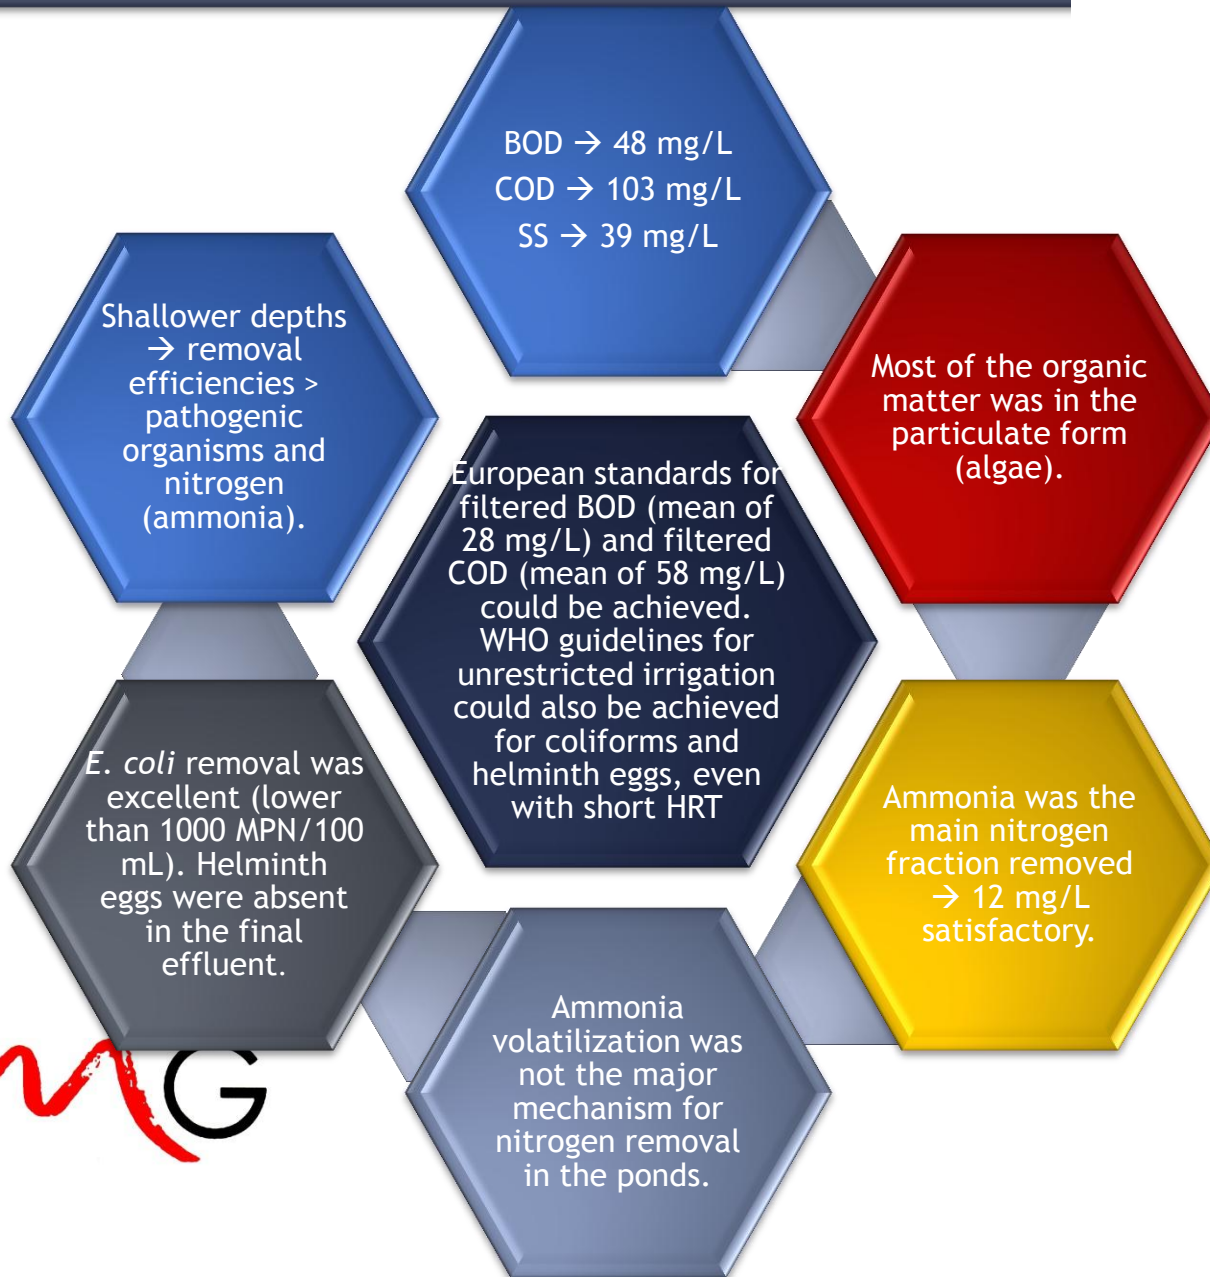 BOD → 48 mg/L
COD → 103 mg/L
SS → 39 mg/L
Shallower depths
→ removal
efficiencies >
pathogenic
organisms and
nitrogen
(ammonia).
Most of the organic
matter was in the
particulate form
(algae).
European standards for
filtered BOD (mean of
28 mg/L) and filtered
COD (mean of 58 mg/L)
could be achieved.
WHO guidelines for
unrestricted irrigation
could also be achieved
for coliforms and
helminth eggs, even
with short HRT
E. coli removal was
excellent (lower
than 1000 MPN/100
mL). Helminth
eggs were absent
in the final
effluent.
Ammonia was the
main nitrogen
fraction removed
→ 12 mg/L
satisfactory.
Ammonia
volatilization was
not the major
mechanism for
nitrogen removal
in the ponds.
G